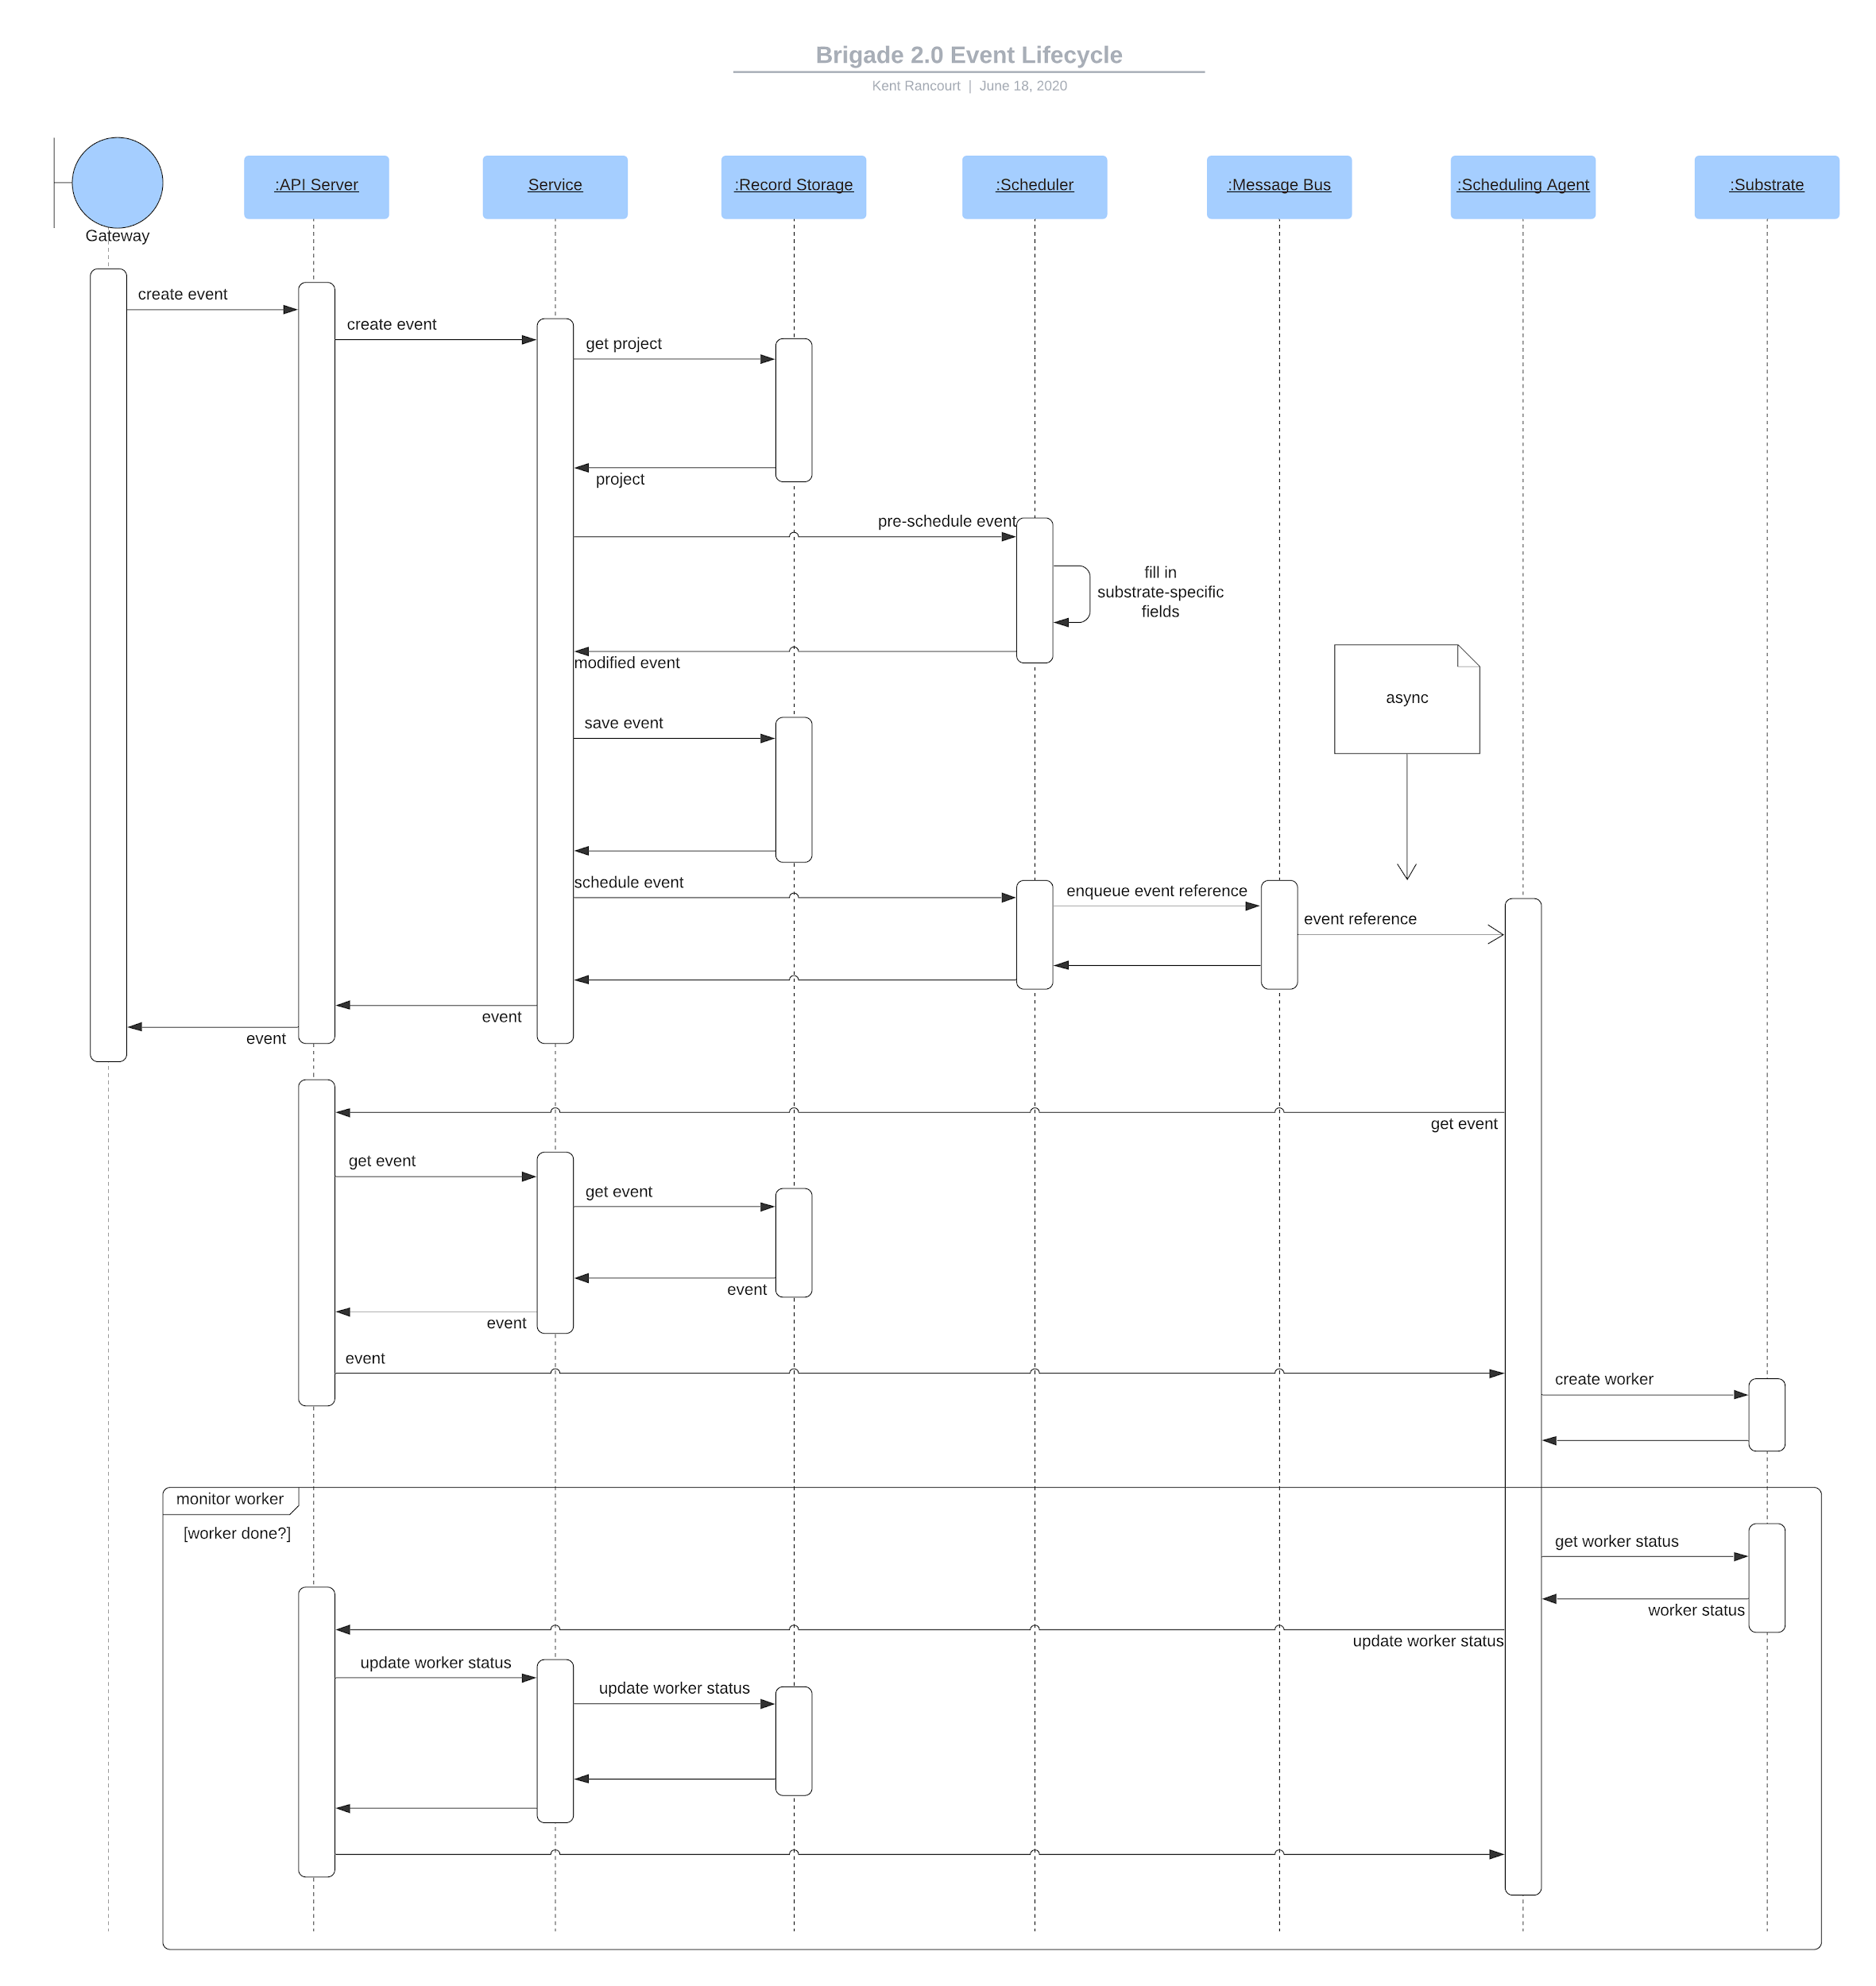 Brigade 2.0 Event Lifecycle
Kent Rancourt | June 18, 2020
Gateway
:API Server
Service
:Record Storage
:Scheduler
:Message Bus
:Scheduling Agent
:Substrate
create event
create event
get project
project
pre-schedule event
fill in
substrate-specific
fields
modified event
async
save event
schedule event
enqueue event reference
event reference
event
event
get event
get event
get event
event
event
event
create worker
monitor worker
[worker done?]
get worker status
worker status
update worker status
update worker status
update worker status